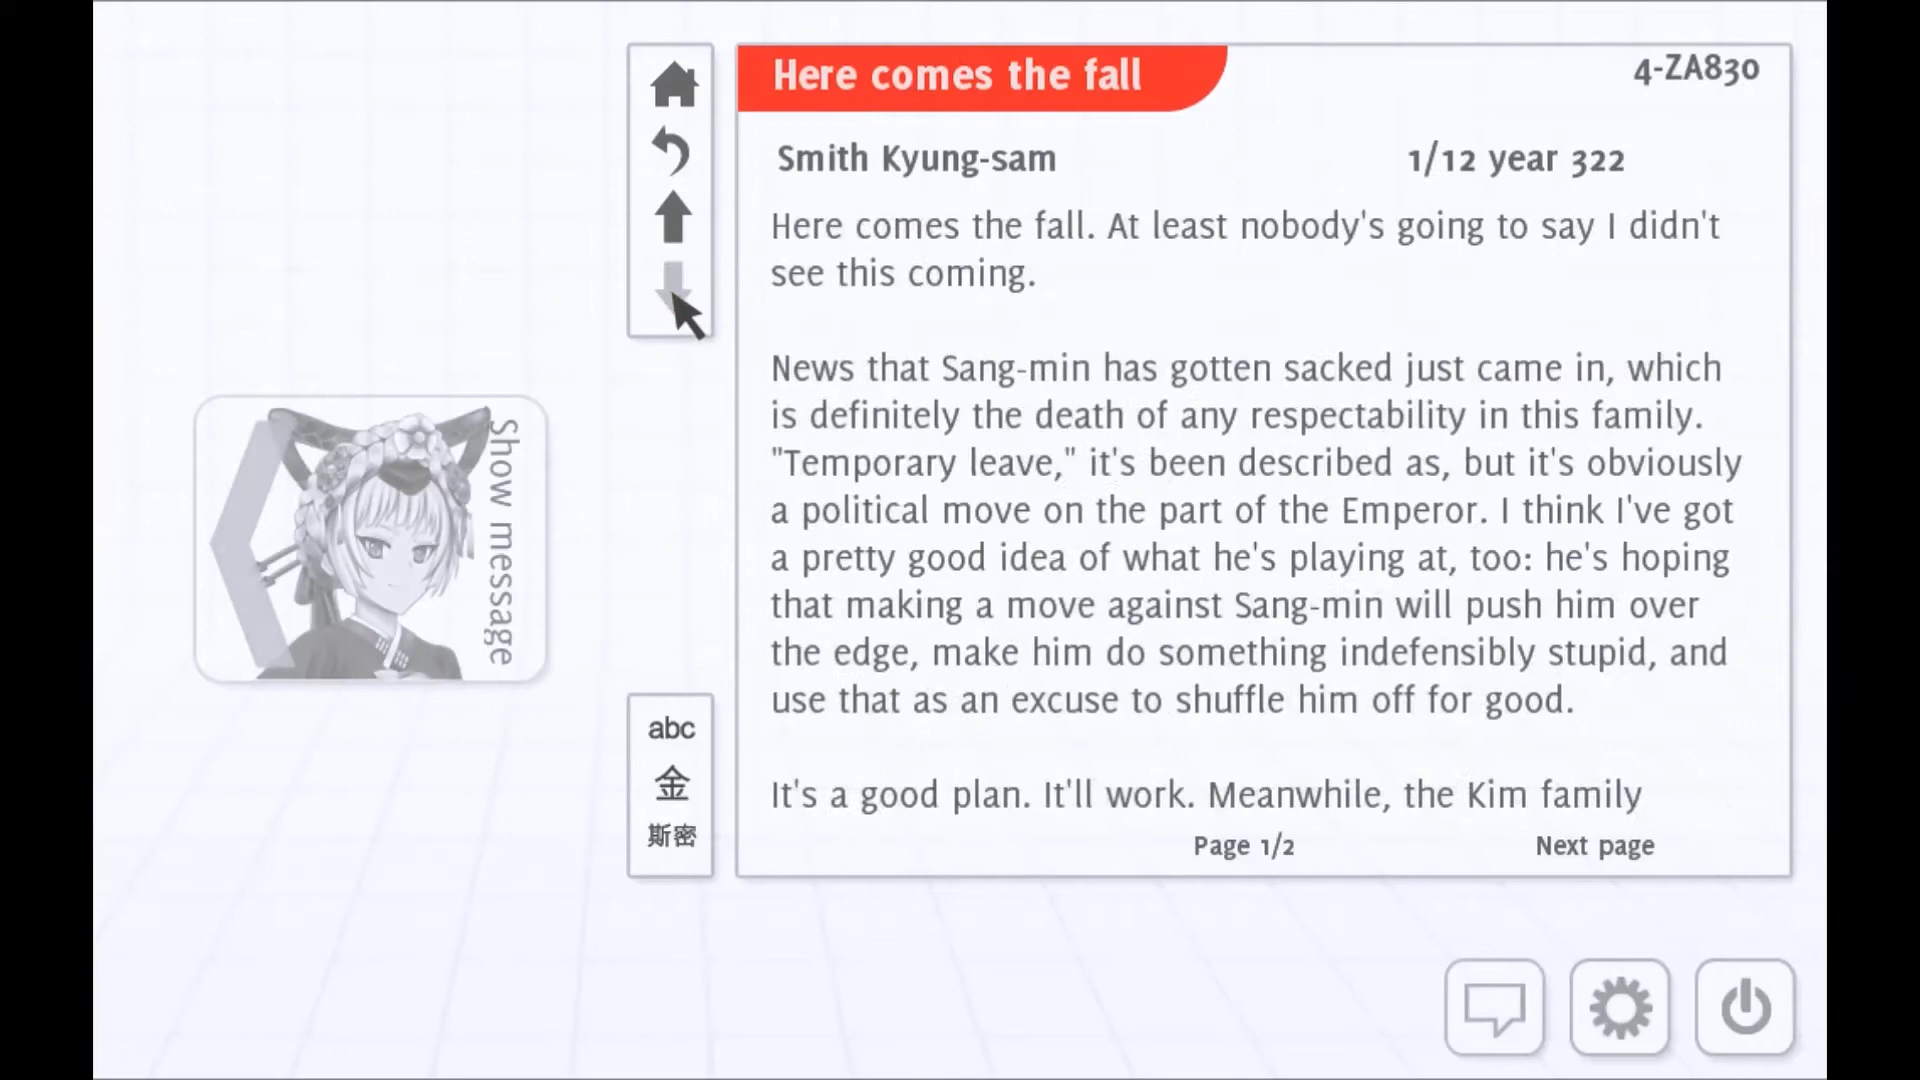 Here comes the fall
4-ZA830
Smith Kyung-sam
1/12 year 322
Here comes the fall. At least nobody's going to say I didn't
see this coming.
News that Sang-min has gotten sacked just came in, which
is definitely the death of any respectability in this family.
"Temporary leave," it's been described as, but it's obviously
a political move on the part of the Emperor. I think I've got
a pretty good idea of what he's playing at, too: he's hoping
that making a move against Sang-min will push him over
the edge, make him do something indefensibly stupid, and
use that as an excuse to shuffle him off for good.
It's a good plan. It'll work. Meanwhile, the Kim family
Page 1/2
Next page
Show message
abc
金
斯密